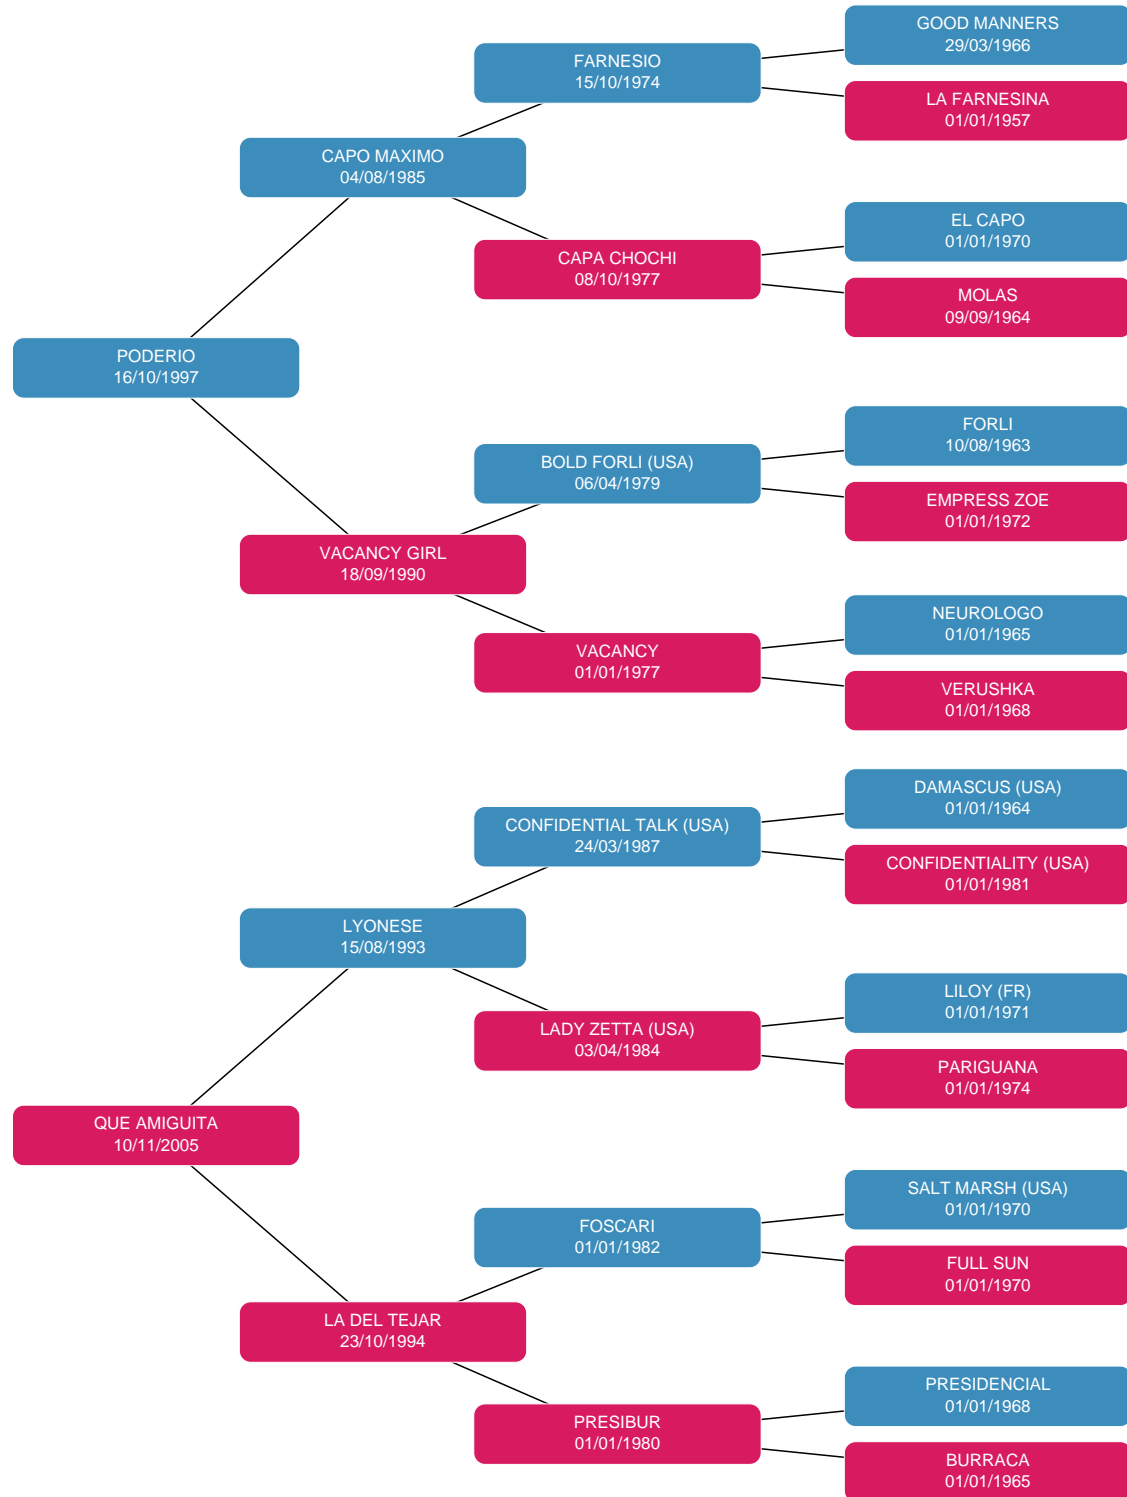 GOOD MANNERS
29/03/1966
FARNESIO
15/10/1974
LA FARNESINA
01/01/1957
CAPO MAXIMO
04/08/1985
EL CAPO
01/01/1970
CAPA CHOCHI
08/10/1977
MOLAS
09/09/1964
PODERIO
16/10/1997
FORLI
10/08/1963
BOLD FORLI (USA)
06/04/1979
EMPRESS ZOE
01/01/1972
VACANCY GIRL
18/09/1990
NEUROLOGO
01/01/1965
VACANCY
01/01/1977
VERUSHKA
01/01/1968
DAMASCUS (USA)
01/01/1964
CONFIDENTIAL TALK (USA)
24/03/1987
CONFIDENTIALITY (USA)
01/01/1981
LYONESE
15/08/1993
LILOY (FR)
01/01/1971
LADY ZETTA (USA)
03/04/1984
PARIGUANA
01/01/1974
QUE AMIGUITA
10/11/2005
SALT MARSH (USA)
01/01/1970
FOSCARI
01/01/1982
FULL SUN
01/01/1970
LA DEL TEJAR
23/10/1994
PRESIDENCIAL
01/01/1968
PRESIBUR
01/01/1980
BURRACA
01/01/1965